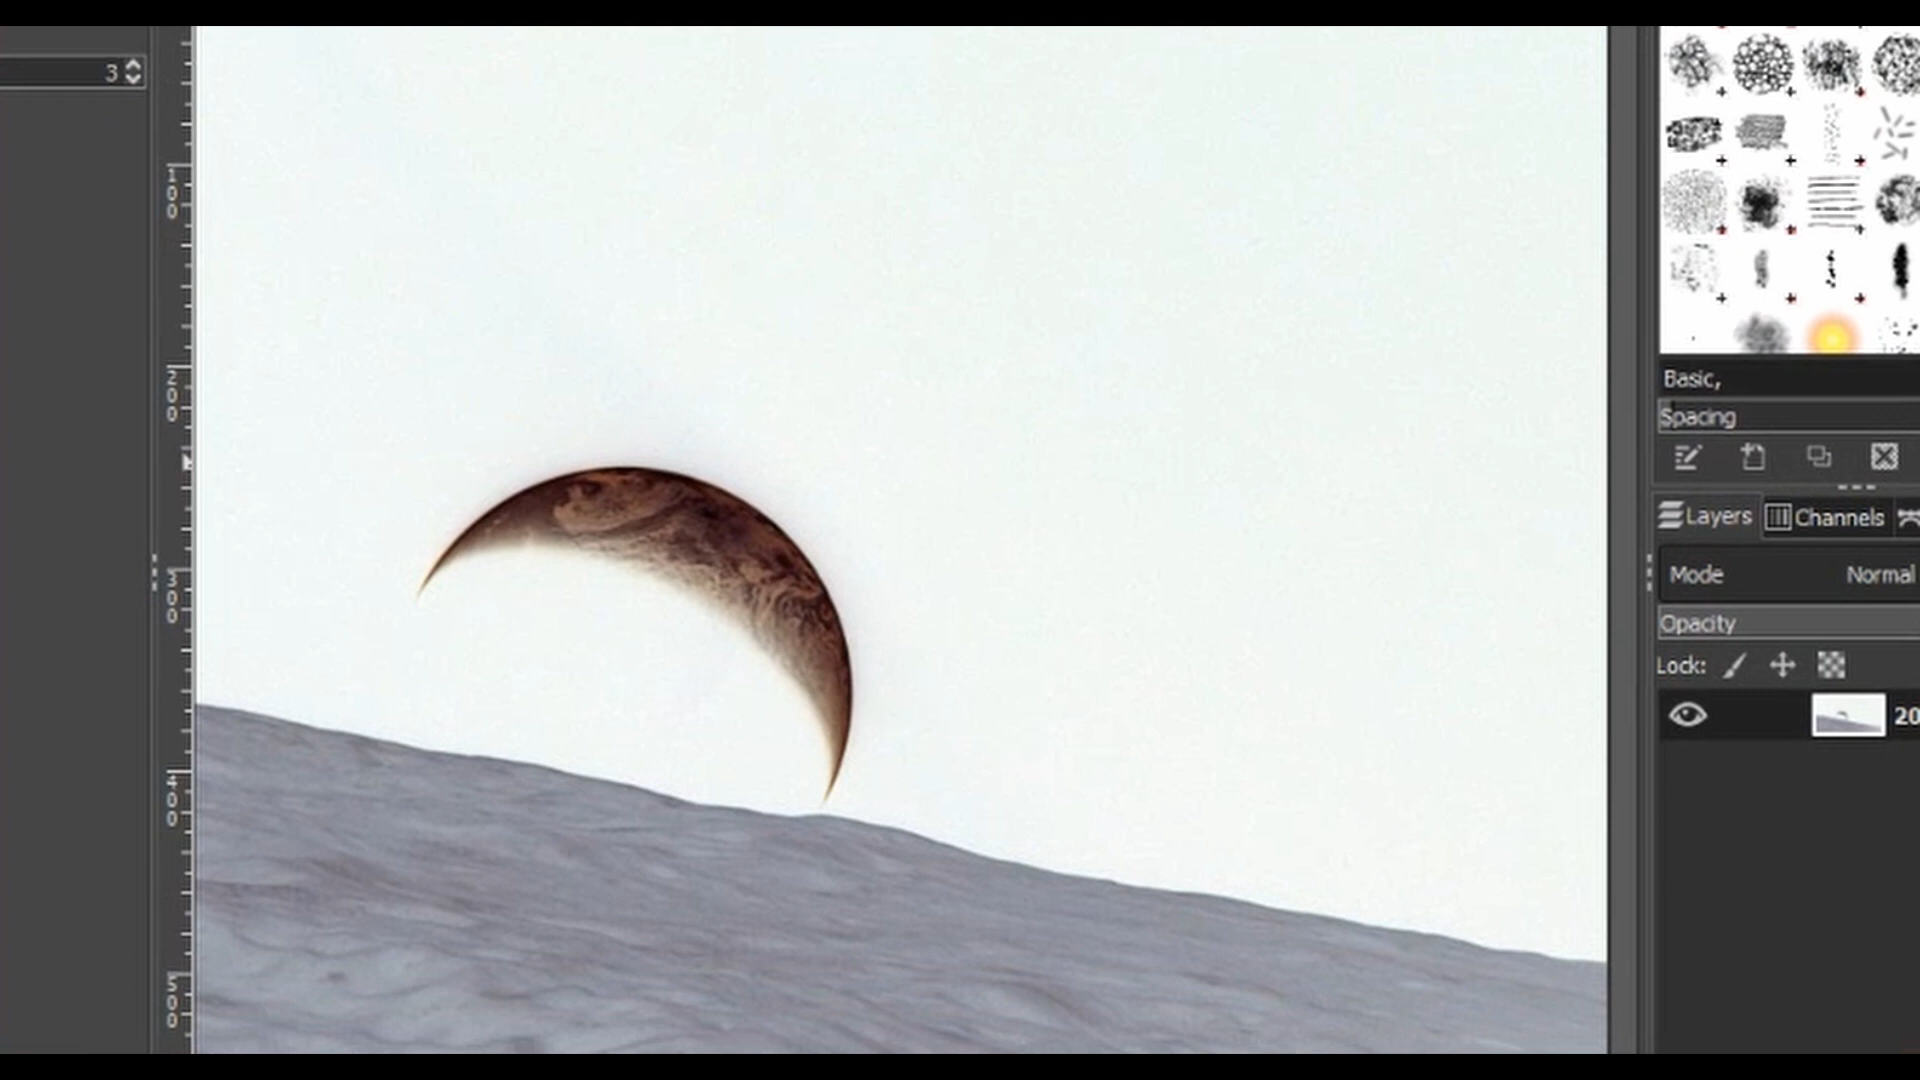 3
100
200
300
400
500
Basic,
Spacing
Layers
Channels
Mode
Normal
Opacity
Lock:
20